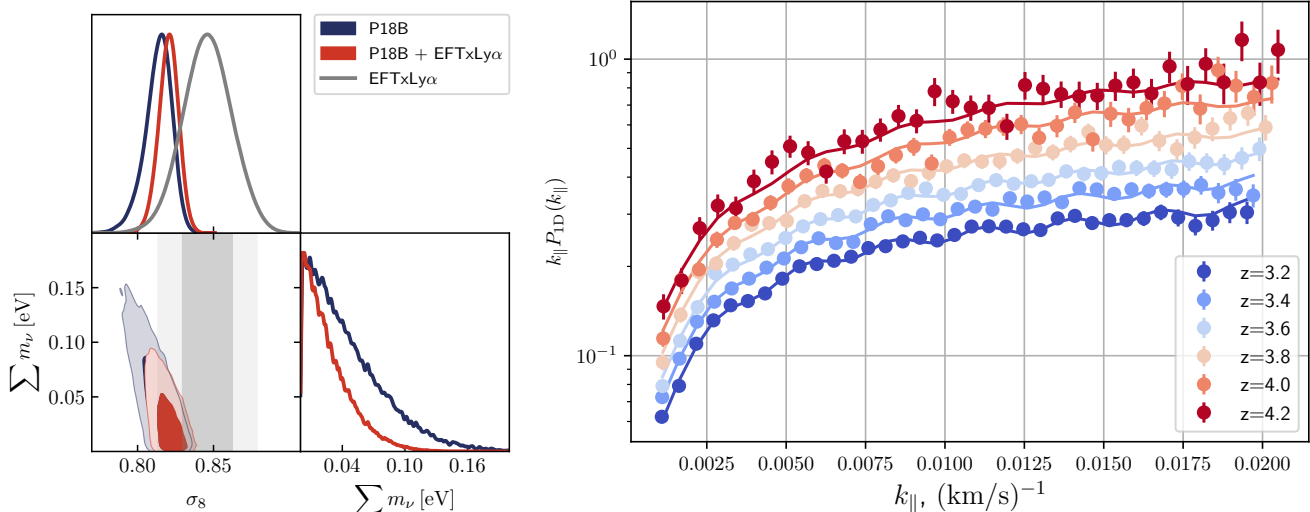 P18B
P18B + EFTxLyα
EFTxLyα
∑ m_ν [eV]
0.15
0.10
0.05
0.80
0.85
σ_8
0.04
0.10
0.16
∑ m_ν [eV]
k_∥ P_1D(k_∥)
10^0
10^−1
z=3.2
z=3.4
z=3.6
z=3.8
z=4.0
z=4.2
0.0025
0.0050
0.0075
0.0100
0.0125
0.0150
0.0175
0.0200
k_∥, (km/s)^−1